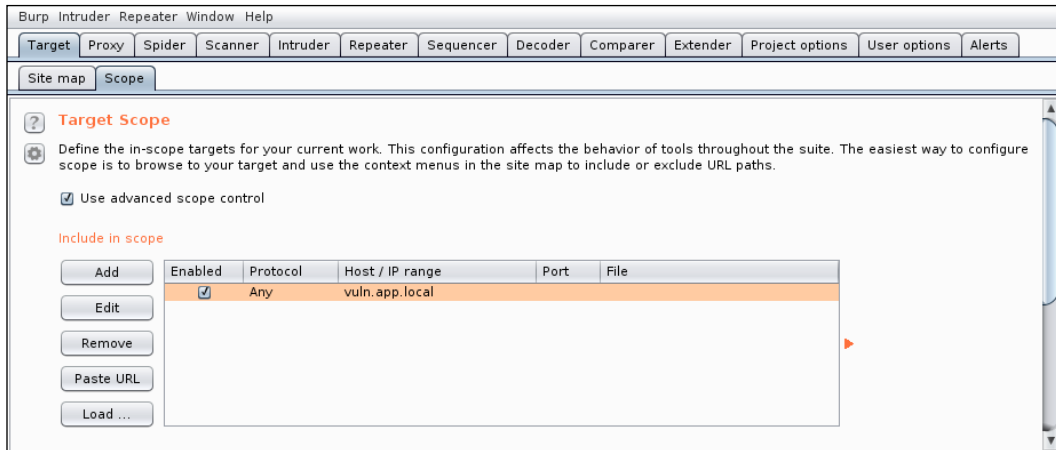 Burp Intruder Repeater Window Help
Target Proxy Spider Scanner Intruder Repeater Sequencer Decoder Comparer Extender Project options User options Alerts
Site map Scope
? Target Scope
Define the in-scope targets for your current work. This configuration affects the behavior of tools throughout the suite. The easiest way to configure
scope is to browse to your target and use the context menus in the site map to include or exclude URL paths.
Use advanced scope control
Include in scope
Add
Edit
Remove
Paste URL
Load ...
Enabled Protocol Host / IP range Port File
Any vuln.app.local